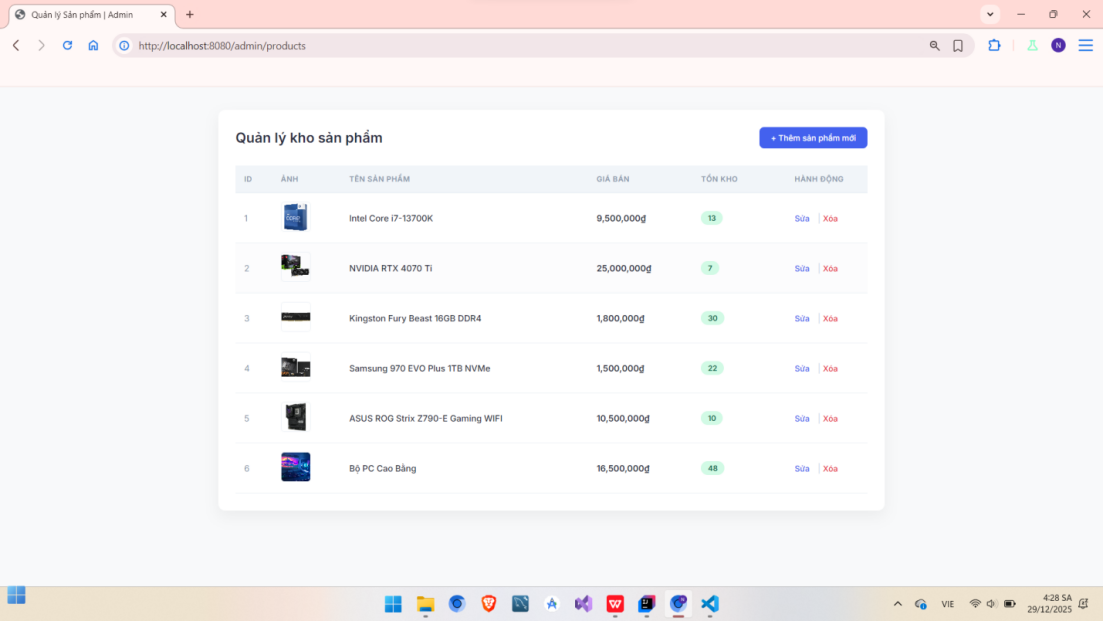 Quản lý Sản phẩm | Admin
http://localhost:8080/admin/products
N
Quản lý kho sản phẩm
+ Thêm sản phẩm mới
ID ẢNH TÊN SẢN PHẨM GIÁ BÁN TỒN KHO HÀNH ĐỘNG
1 Intel Core i7-13700K 9,500,000₫ 13 Sửa Xóa
2 NVIDIA RTX 4070 Ti 25,000,000₫ 7 Sửa Xóa
3 Kingston Fury Beast 16GB DDR4 1,800,000₫ 30 Sửa Xóa
4 Samsung 970 EVO Plus 1TB NVMe 1,500,000₫ 22 Sửa Xóa
5 ASUS ROG Strix Z790-E Gaming WIFI 10,500,000₫ 10 Sửa Xóa
6 Bộ PC Cao Bằng 16,500,000₫ 48 Sửa Xóa
VIE
4:28 SA
29/12/2025